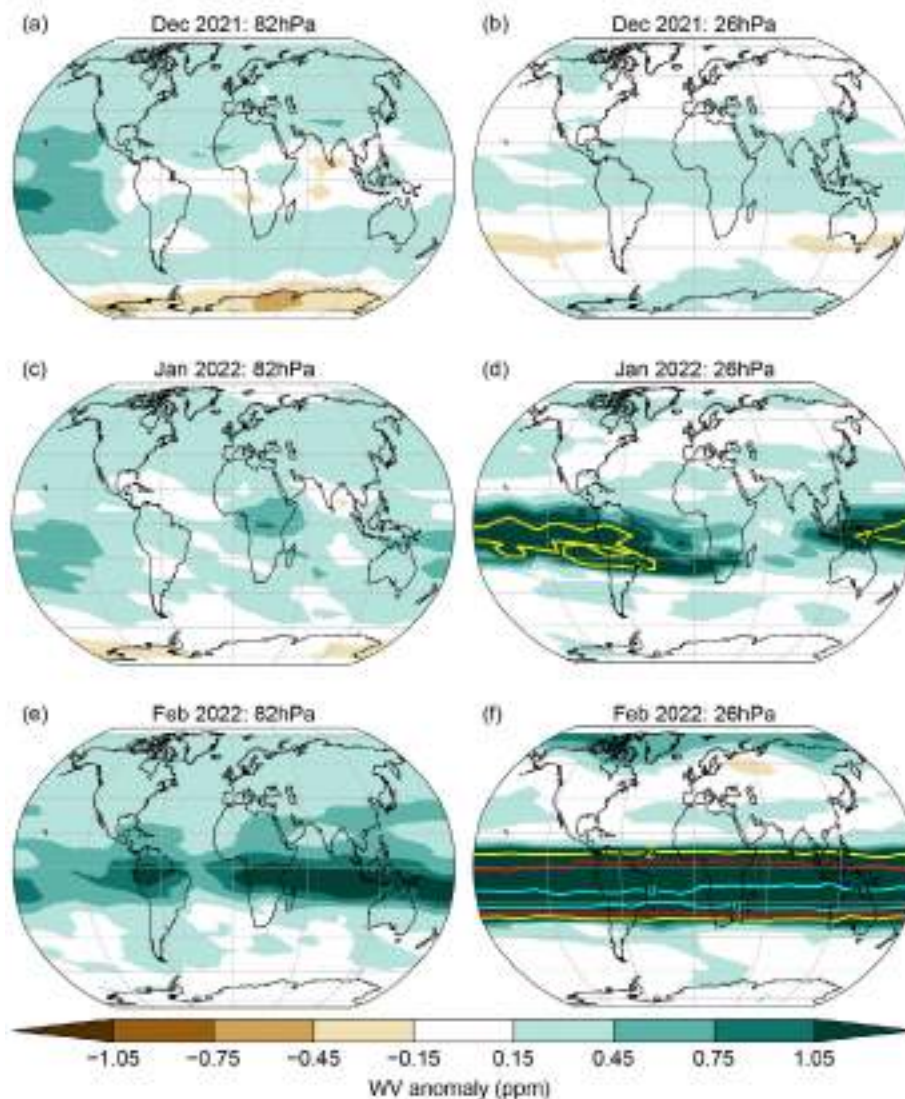 (a) Dec 2021: 82hPa
(b) Dec 2021: 26hPa
(c) Jan 2022: 82hPa
(d) Jan 2022: 26hPa
(e) Feb 2022: 82hPa
(f) Feb 2022: 26hPa
−1.05 −0.75 −0.45 −0.15 0.15 0.45 0.75 1.05
WV anomaly (ppm)